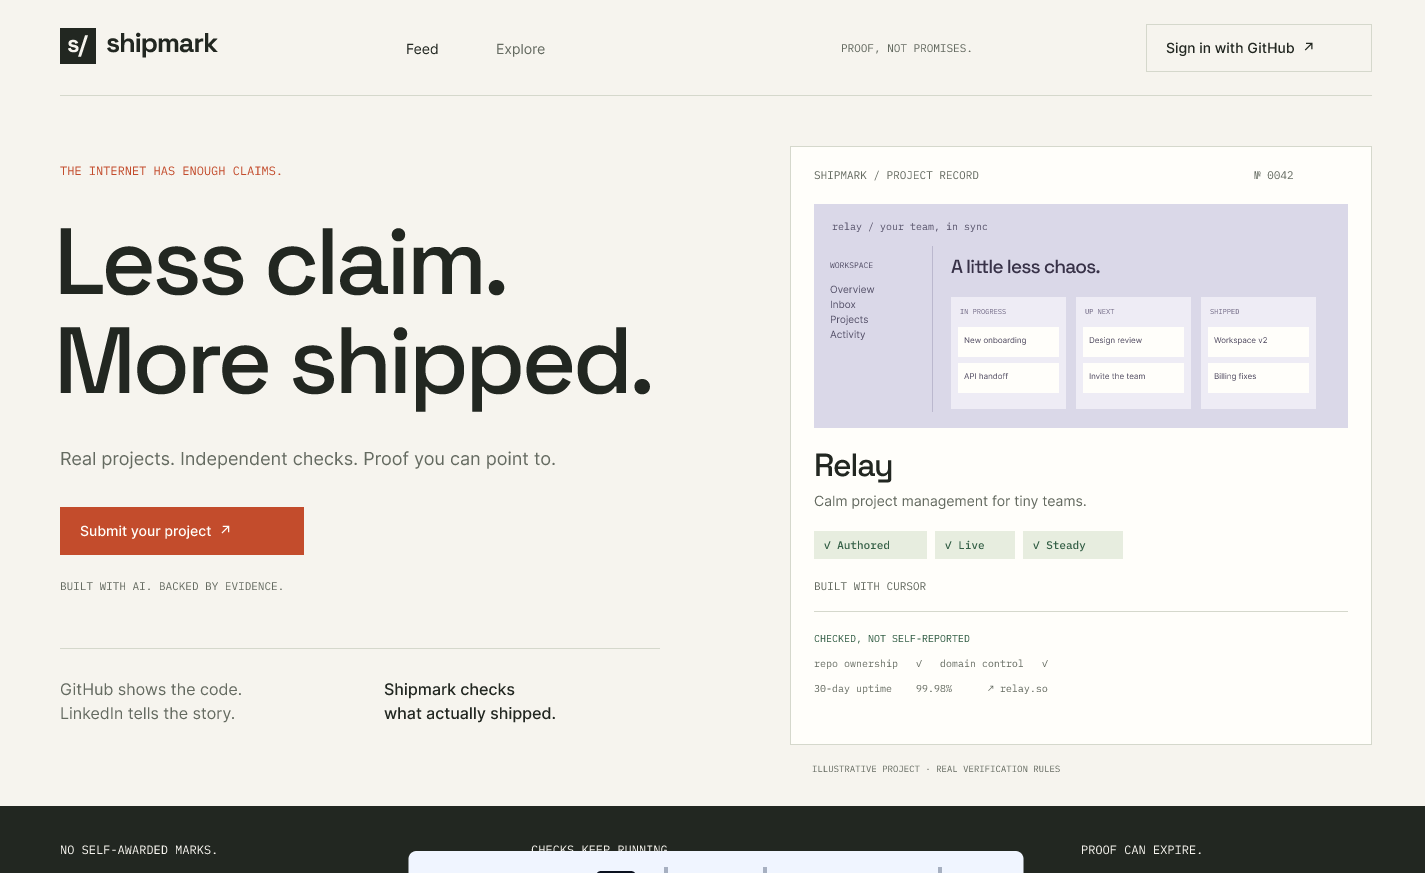 s/ shipmark
Feed
Explore
PROOF, NOT PROMISES.
Sign in with GitHub ↗
THE INTERNET HAS ENOUGH CLAIMS.
Less claim.
More shipped.
Real projects. Independent checks. Proof you can point to.
Submit your project ↗
BUILT WITH AI. BACKED BY EVIDENCE.
GitHub shows the code.
LinkedIn tells the story.
Shipmark checks
what actually shipped.
SHIPMARK / PROJECT RECORD
№ 0042
relay / your team, in sync
WORKSPACE
Overview
Inbox
Projects
Activity
A little less chaos.
IN PROGRESS
New onboarding
API handoff
UP NEXT
Design review
Invite the team
SHIPPED
Workspace v2
Billing fixes
Relay
Calm project management for tiny teams.
√ Authored
√ Live
√ Steady
BUILT WITH CURSOR
CHECKED, NOT SELF-REPORTED
repo ownership √ domain control √
30-day uptime 99.98% ↗ relay.so
ILLUSTRATIVE PROJECT · REAL VERIFICATION RULES
NO SELF-AWARDED MARKS.
CHECKS KEEP RUNNING.
PROOF CAN EXPIRE.